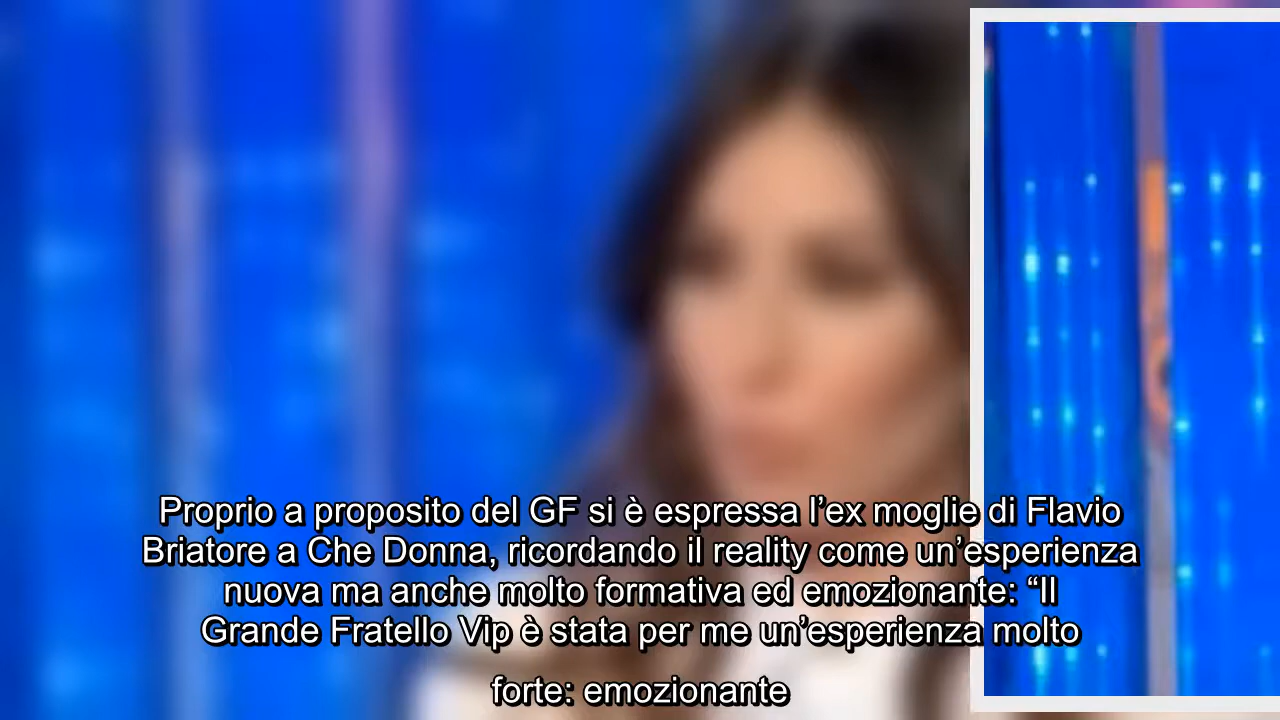 Proprio a proposito del GF si è espressa l’ex moglie di Flavio
Briatore a Che Donna, ricordando il reality come un’esperienza
nuova ma anche molto formativa ed emozionante: “Il
Grande Fratello Vip è stata per me un’esperienza molto
forte: emozionante